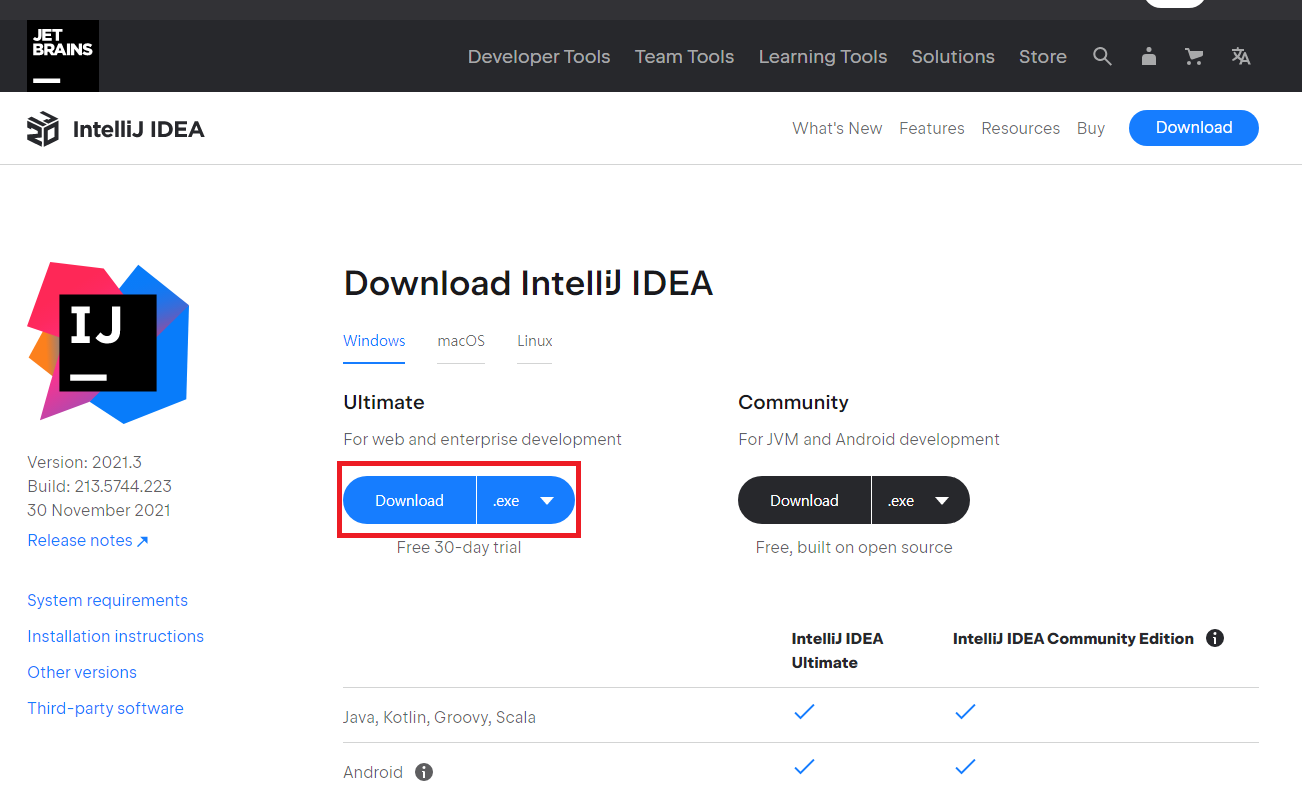 JET
BRAINS
Developer Tools Team Tools Learning Tools Solutions Store
IntelliJ IDEA
What's New Features Resources Buy Download
IJ
Download IntelliJ IDEA
Windows macOS Linux
Ultimate
For web and enterprise development
Download .exe
Free 30-day trial
Community
For JVM and Android development
Download .exe
Free, built on open source
Version: 2021.3
Build: 213.5744.223
30 November 2021
Release notes ↗
System requirements
Installation instructions
Other versions
Third-party software
IntelliJ IDEA
Ultimate
IntelliJ IDEA Community Edition
Java, Kotlin, Groovy, Scala
Android